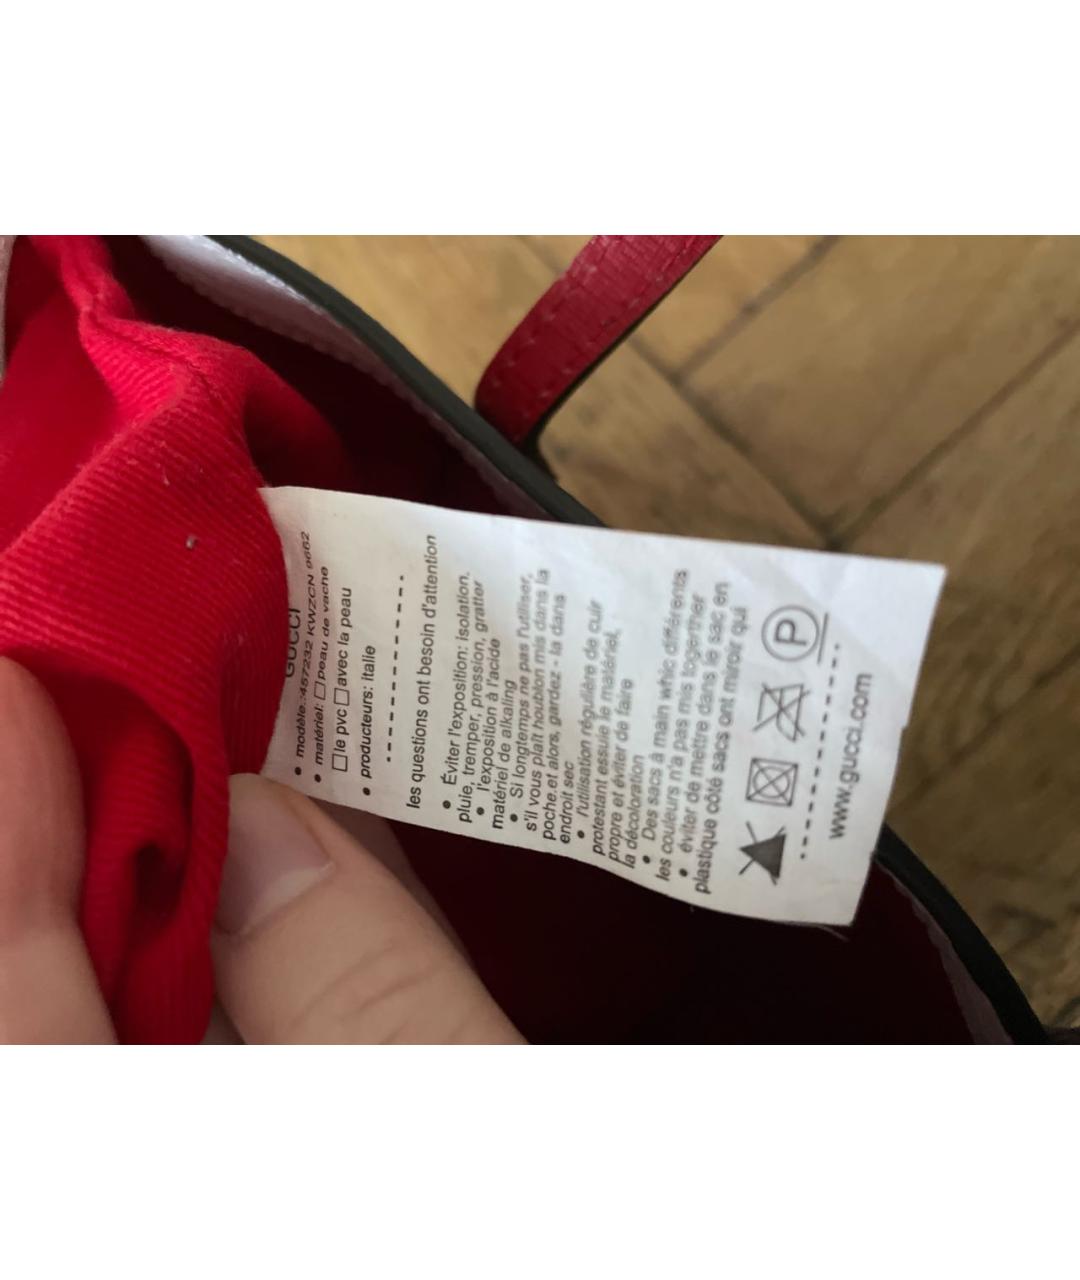 GUCCI
• modèle.:457232 KWZCN 9662
• matériel: □peau de vache
□le pvc □avec la peau
• producteurs: italie
les questions ont besoin d'attention
• Éviter l'exposition: isolation.
pluie, tremper, pression, gratter
• l'exposition à l'acide
matériel de alkaling
• Si longtemps ne pas l'utiliser,
s'il vous plaît houblon mis dans la
poche.et alors, gardez - la dans
endroit sec
• l'utilisation régulière de cuir
protestant essuie le matériel,
propre et éviter de faire
la décoloration
• Des sacs à main whic différents
les couleurs n'a pas mis together
• éviter de mettre dans le sac en
plastique côté sacs ont miroir qui
P
www.gucci.com